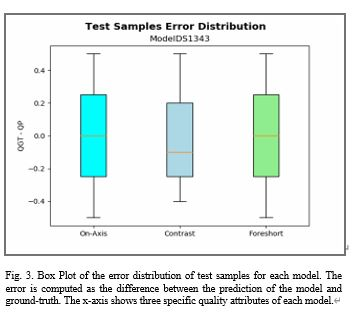 Test Samples Error Distribution
ModelDS1343
QGT - QP
0.4
0.2
0.0
−0.2
−0.4
On-Axis
Contrast
Foreshort
Fig. 3. Box Plot of the error distribution of test samples for each model. The
error is computed as the difference between the prediction of the model and
ground-truth. The x-axis shows three specific quality attributes of each model.↵